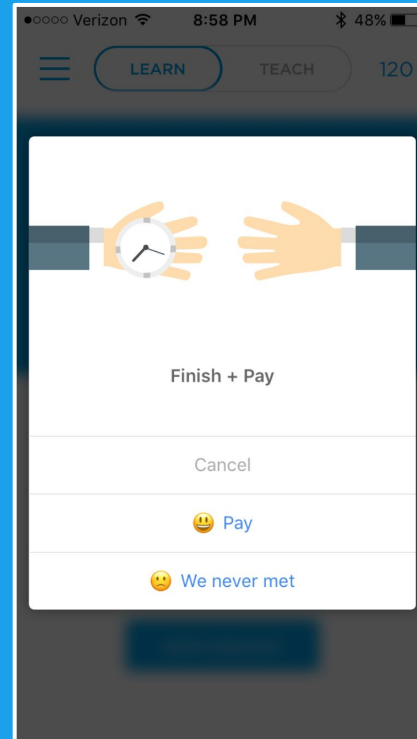 Verizon 8:58 PM 48%
LEARN TEACH 120
Finish + Pay
Cancel
😃 Pay
🙁 We never met